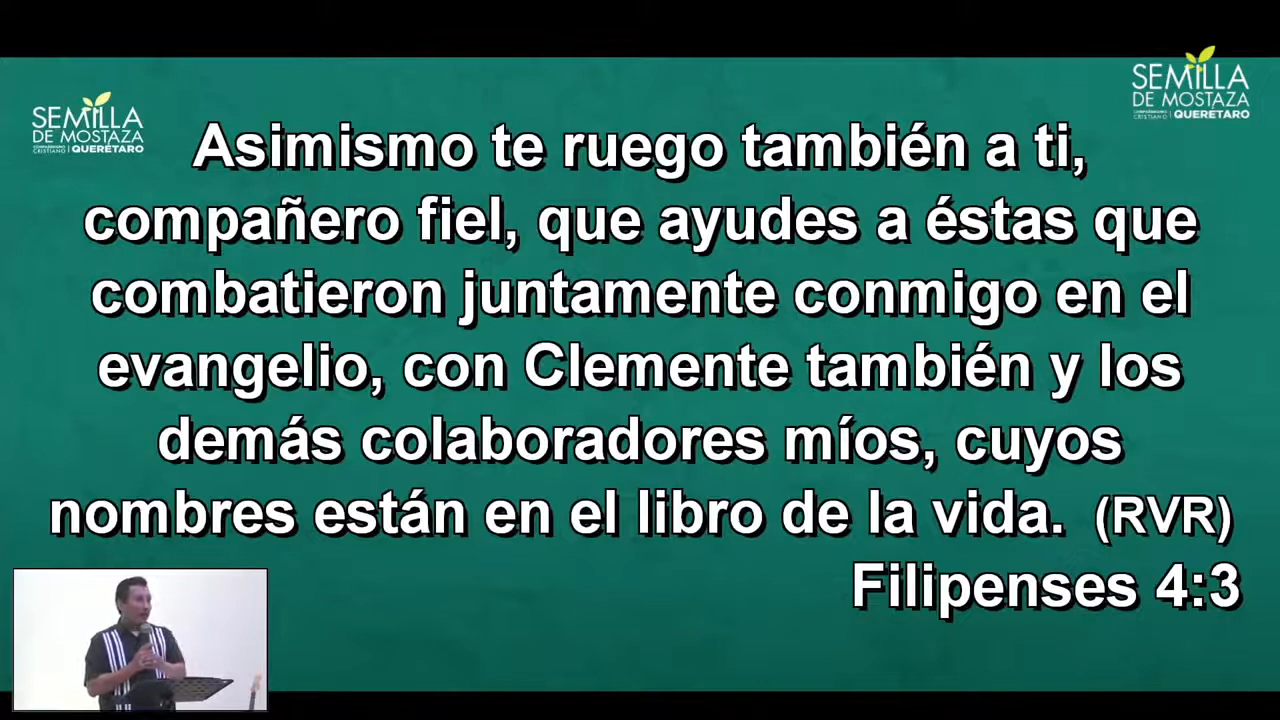 SEMILLA
DE MOSTAZA
CRISTIANO | QUERÉTARO
SEMILLA
DE MOSTAZA
CRISTIANO | QUERÉTARO
Asimismo te ruego también a ti,
compañero fiel, que ayudes a éstas que
combatieron juntamente conmigo en el
evangelio, con Clemente también y los
demás colaboradores míos, cuyos
nombres están en el libro de la vida. (RVR)
Filipenses 4:3